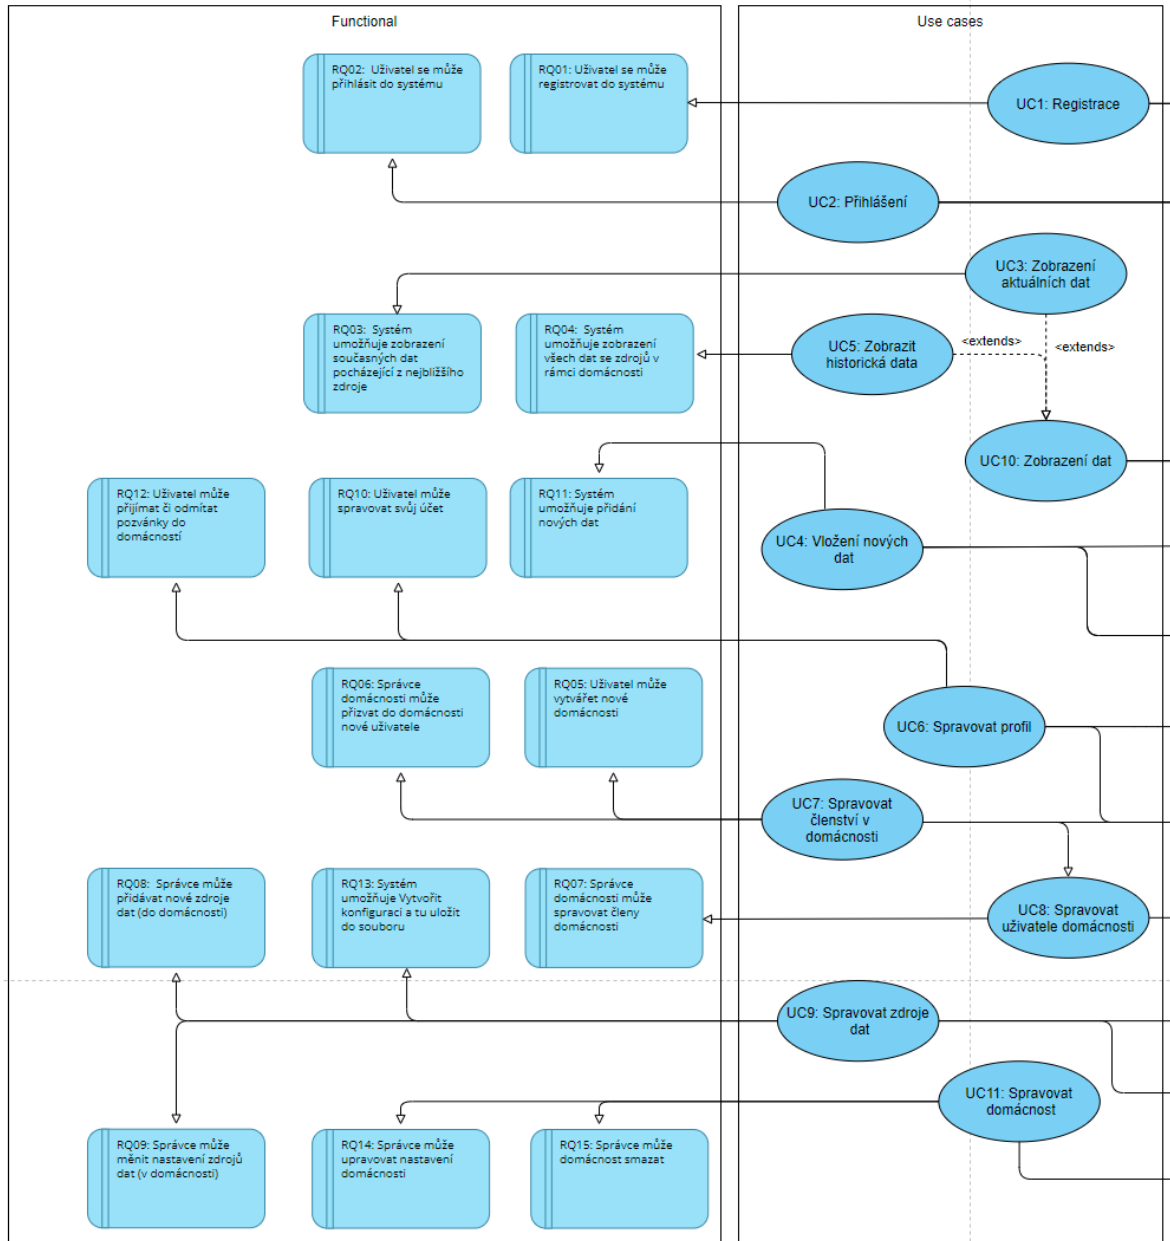 Functional
Use cases
RQ02:  Uživatel se může
přihlásit do systému
RQ01: Uživatel se může
registrovat do systému
UC1: Registrace
UC2: Přihlášení
UC3: Zobrazení
aktuálních dat
RQ03:  Systém
umožňuje zobrazení
současných dat
pocházející z nejbližšího
zdroje
RQ04:  Systém
umožňuje zobrazení
všech dat se zdrojů v
rámci domácnosti
UC5: Zobrazit
historická data
<extends>
<extends>
UC10: Zobrazení dat
RQ12: Uživatel může
přijímat či odmítat
pozvánky do
domácností
RQ10: Uživatel může
spravovat svůj účet
RQ11: Systém
umožňuje přidání
nových dat
UC4: Vložení nových
dat
RQ06: Správce
domácnosti může
přizvat do domácnosti
nové uživatele
RQ05: Uživatel může
vytvářet nové
domácnosti
UC6: Spravovat profil
UC7: Spravovat
členství v
domácnosti
RQ08:  Správce může
přidávat nové zdroje
dat (do domácnosti)
RQ13: Systém
umožňuje Vytvořit
konfiguraci a tu uložit
do souboru
RQ07: Správce
domácnosti může
spravovat členy
domácnosti
UC8: Spravovat
uživatele domácnosti
UC9: Spravovat zdroje
dat
UC11: Spravovat
domácnost
RQ09: Správce může
měnit nastavení zdrojů
dat (v domácnosti)
RQ14: Správce může
upravovat nastavení
domácnosti
RQ15: Správce může
domácnost smazat